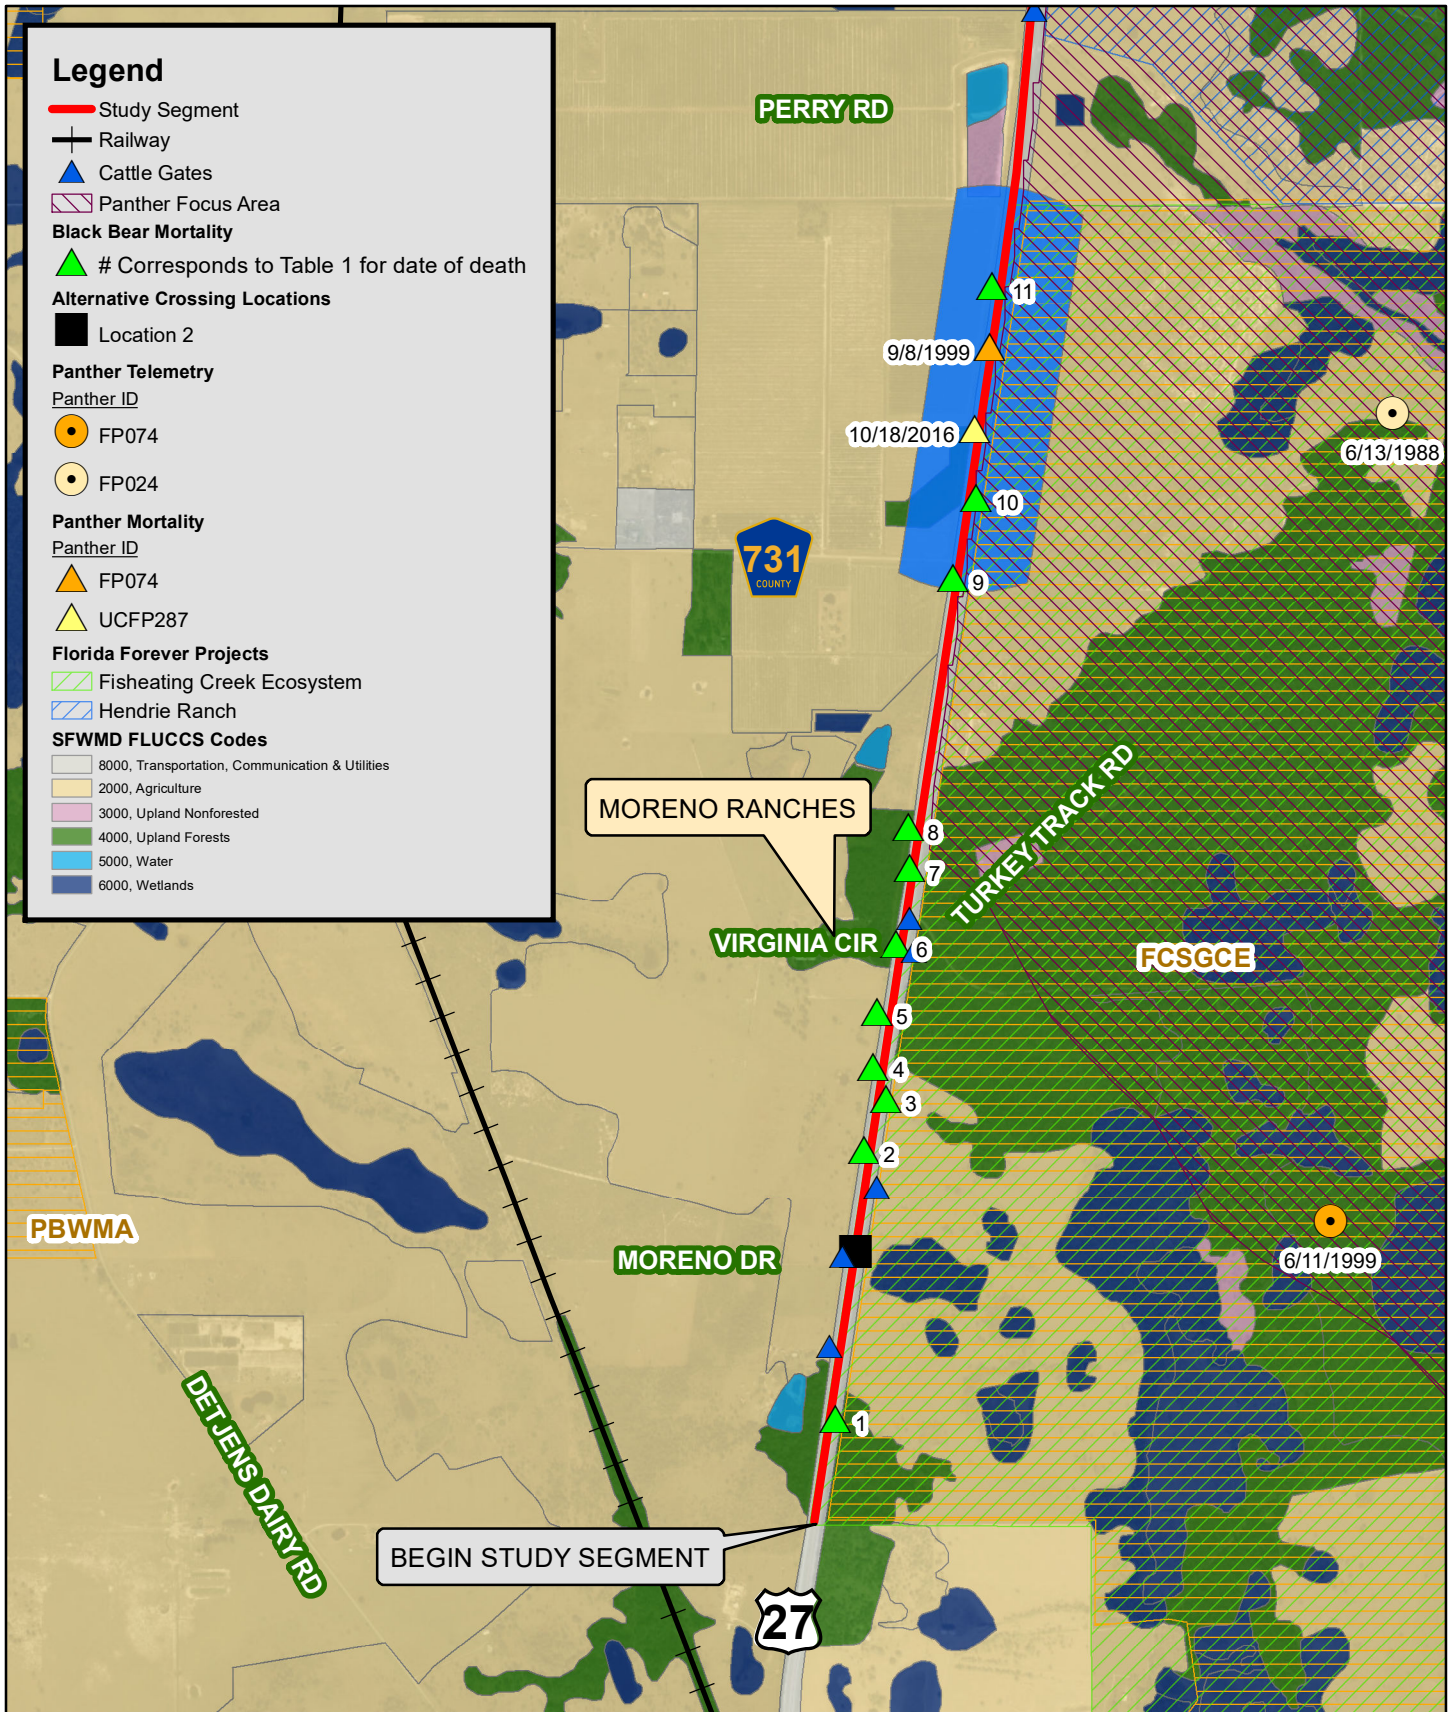 Legend
Study Segment
Railway
Cattle Gates
Panther Focus Area
Black Bear Mortality
# Corresponds to Table 1 for date of death
Alternative Crossing Locations
Location 2
Panther Telemetry
Panther ID
FP074
FP024
Panther Mortality
Panther ID
FP074
UCFP287
Florida Forever Projects
Fisheating Creek Ecosystem
Hendrie Ranch
SFWMD FLUCCS Codes
8000, Transportation, Communication & Utilities
2000, Agriculture
3000, Upland Nonforested
4000, Upland Forests
5000, Water
6000, Wetlands
PERRY RD
11
9/8/1999
10/18/2016
6/13/1988
10
731
COUNTY
9
MORENO RANCHES
8
7
TURKEY TRACK RD
VIRGINIA CIR
6
FCSGCE
5
4
3
2
PBWMA
MORENO DR
6/11/1999
1
DETJENS DAIRY RD
BEGIN STUDY SEGMENT
27